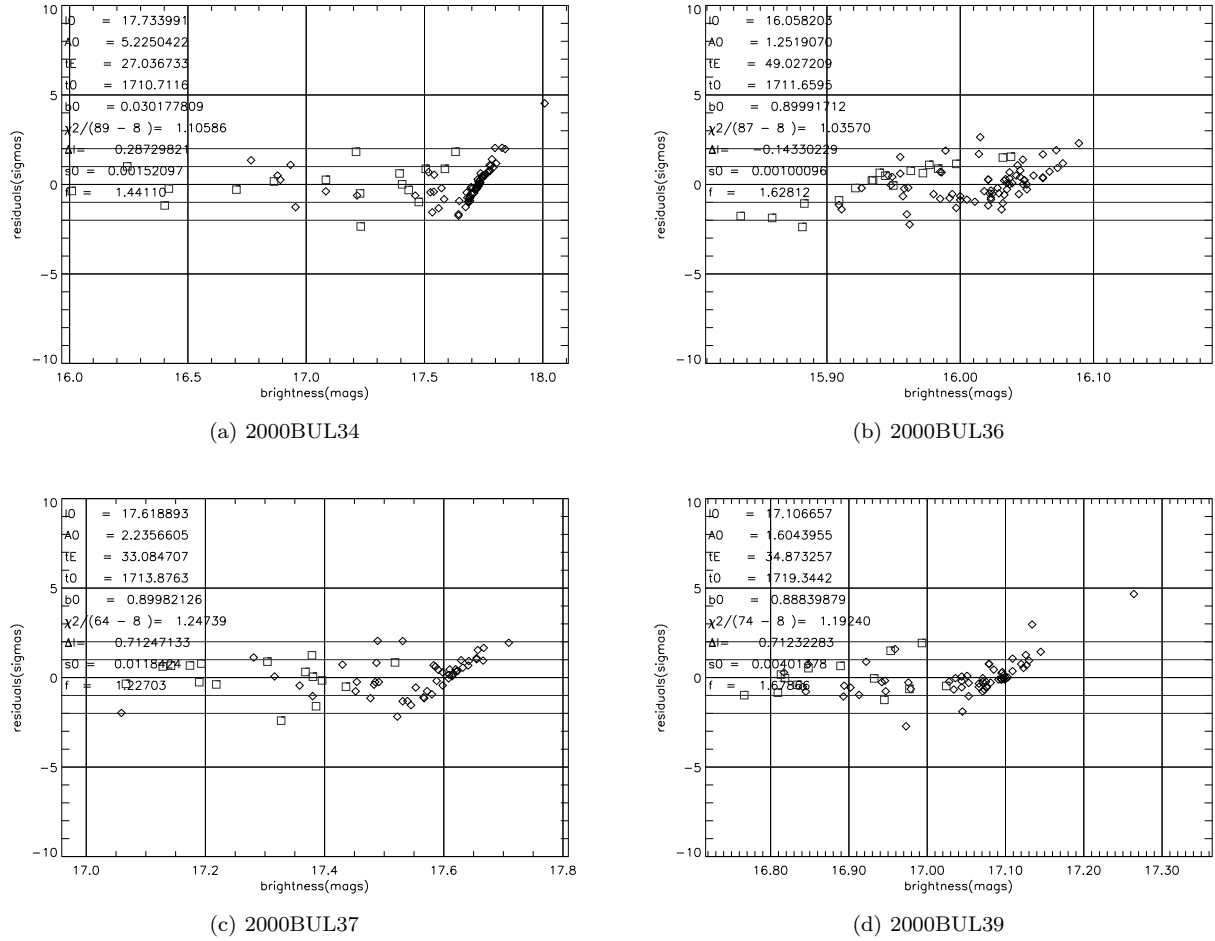 10
I0 = 17.733991
A0 = 5.2250422
tE = 27.036733
t0 = 1710.7116
b0 = 0.030177809
5
χ2/(89 − 8 )= 1.10586
ΔI= 0.28729821
s0 = 0.00152097
0
f = 1.44110
−5
−10
residuals(sigmas)
16.0 16.5 17.0 17.5 18.0
brightness(mags)
(a) 2000BUL34
10
I0 = 16.058203
A0 = 1.2519070
tE = 49.027209
t0 = 1711.6595
5
b0 = 0.89991712
χ2/(87 − 8 )= 1.03570
ΔI= −0.14330229
s0 = 0.00100096
0
f = 1.62812
−5
−10
residuals(sigmas)
15.90 16.00 16.10
brightness(mags)
(b) 2000BUL36
10
I0 = 17.618893
A0 = 2.2356605
tE = 33.084707
t0 = 1713.8763
5
b0 = 0.89982126
χ2/(64 − 8 )= 1.24739
ΔI= 0.71247133
s0 =
0
f = 1.22703
−5
−10
residuals(sigmas)
17.0 17.2 17.4 17.6 17.8
brightness(mags)
(c) 2000BUL37
10
I0 = 17.106657
A0 = 1.6043955
tE = 34.873257
t0 = 1719.3442
5
b0 = 0.88839879
χ2/(74 − 8 )= 1.19240
ΔI= 0.71232283
s0 =
0
f =
−5
−10
residuals(sigmas)
16.80 16.90 17.00 17.10 17.20 17.30
brightness(mags)
(d) 2000BUL39